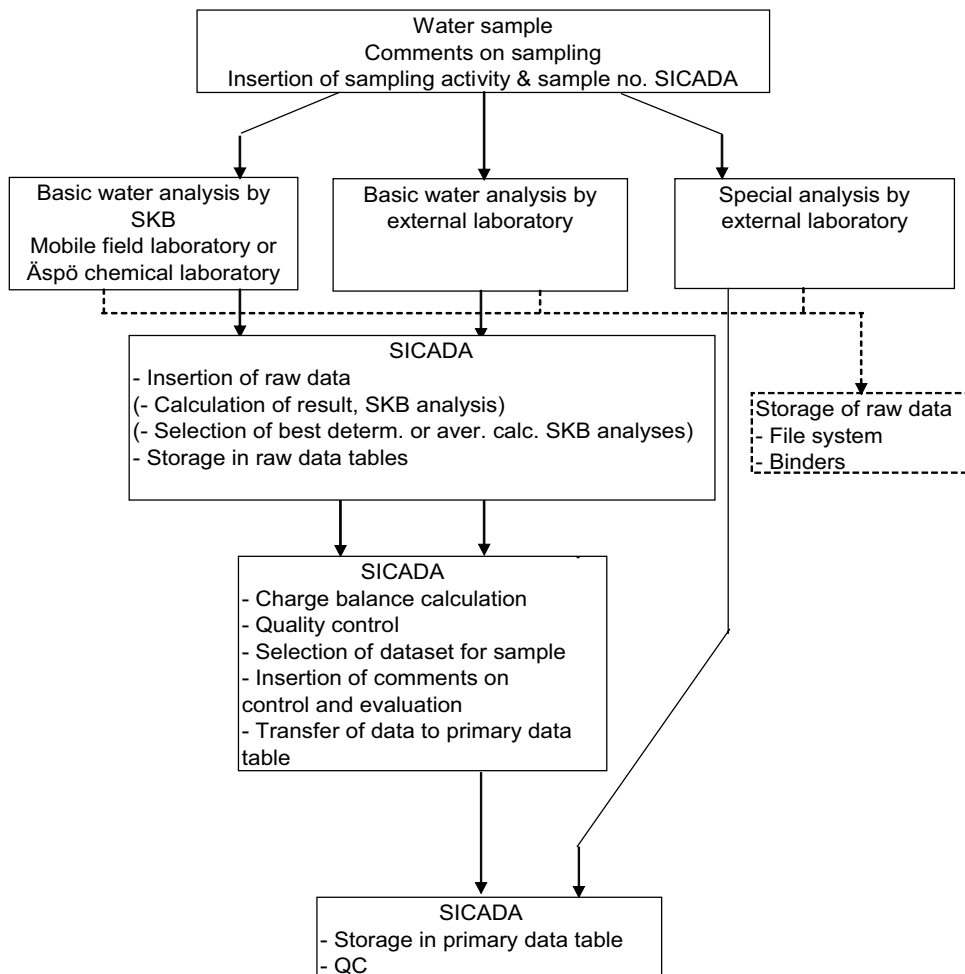 Water sample
Comments on sampling
Insertion of sampling activity & sample no. SICADA
Basic water analysis by
SKB
Mobile field laboratory or
Äspö chemical laboratory
Basic water analysis by
external laboratory
Special analysis by
external laboratory
SICADA
- Insertion of raw data
(- Calculation of result, SKB analysis)
(- Selection of best determ. or aver. calc. SKB analyses)
- Storage in raw data tables
Storage of raw data
- File system
- Binders
SICADA
- Charge balance calculation
- Quality control
- Selection of dataset for sample
- Insertion of comments on
control and evaluation
- Transfer of data to primary data
table
SICADA
- Storage in primary data table
- QC